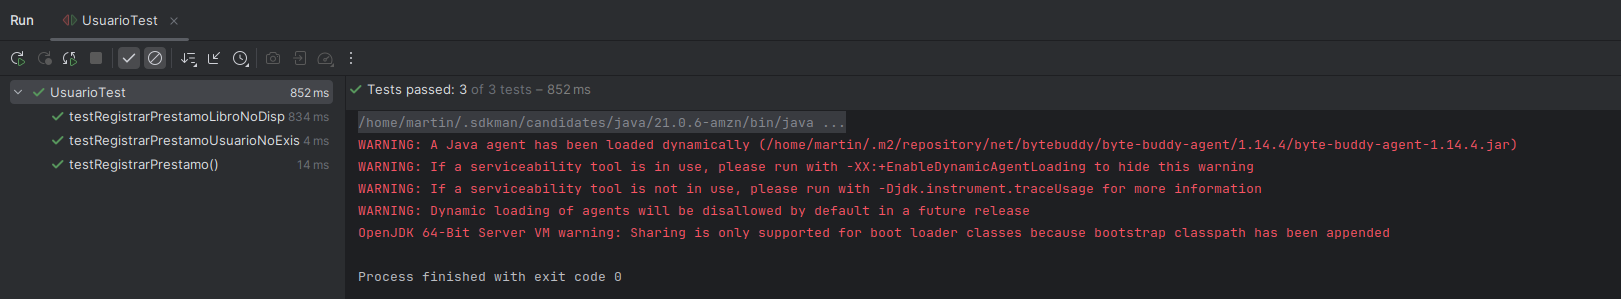 Run UsuarioTest
UsuarioTest 852 ms
testRegistrarPrestamoLibroNoDisp 834 ms
testRegistrarPrestamoUsuarioNoExis 4 ms
testRegistrarPrestamo() 14 ms
Tests passed: 3 of 3 tests – 852 ms
/home/martin/.sdkman/candidates/java/21.0.6-amzn/bin/java ...
WARNING: A Java agent has been loaded dynamically (/home/martin/.m2/repository/net/bytebuddy/byte-buddy-agent/1.14.4/byte-buddy-agent-1.14.4.jar)
WARNING: If a serviceability tool is in use, please run with -XX:+EnableDynamicAgentLoading to hide this warning
WARNING: If a serviceability tool is not in use, please run with -Djdk.instrument.traceUsage for more information
WARNING: Dynamic loading of agents will be disallowed by default in a future release
OpenJDK 64-Bit Server VM warning: Sharing is only supported for boot loader classes because bootstrap classpath has been appended
Process finished with exit code 0